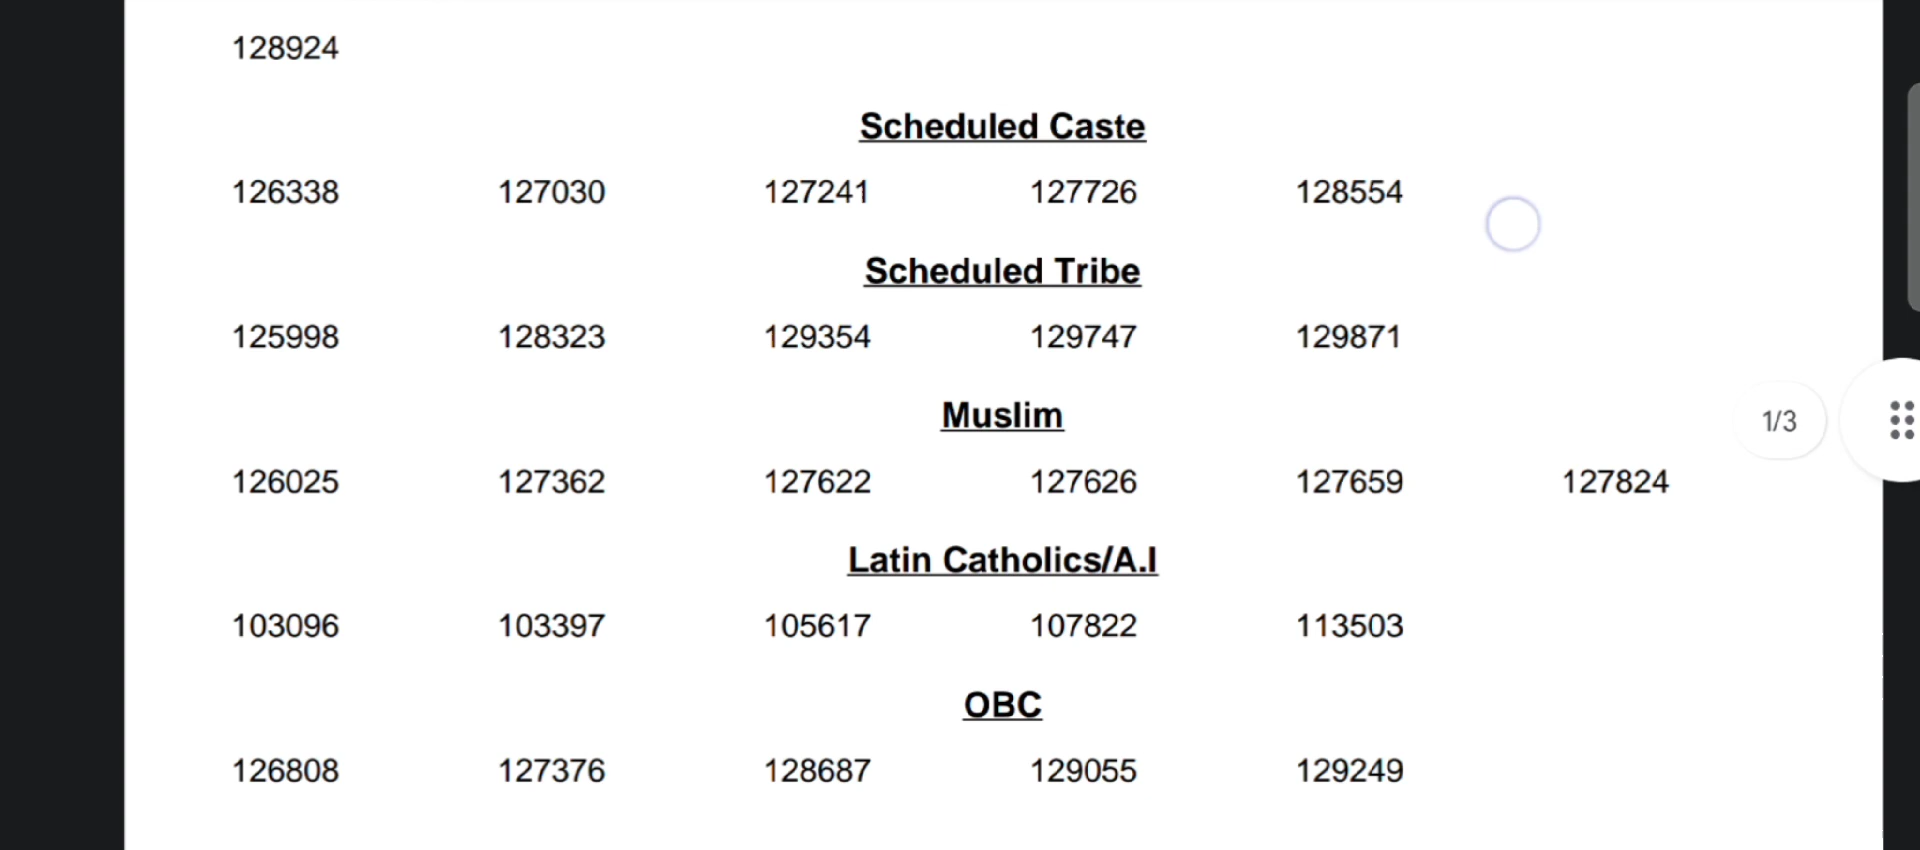 128924
Scheduled Caste
126338 127030 127241 127726 128554
Scheduled Tribe
125998 128323 129354 129747 129871
1/3
Muslim
126025 127362 127622 127626 127659 127824
Latin Catholics/A.I
103096 103397 105617 107822 113503
OBC
126808 127376 128687 129055 129249